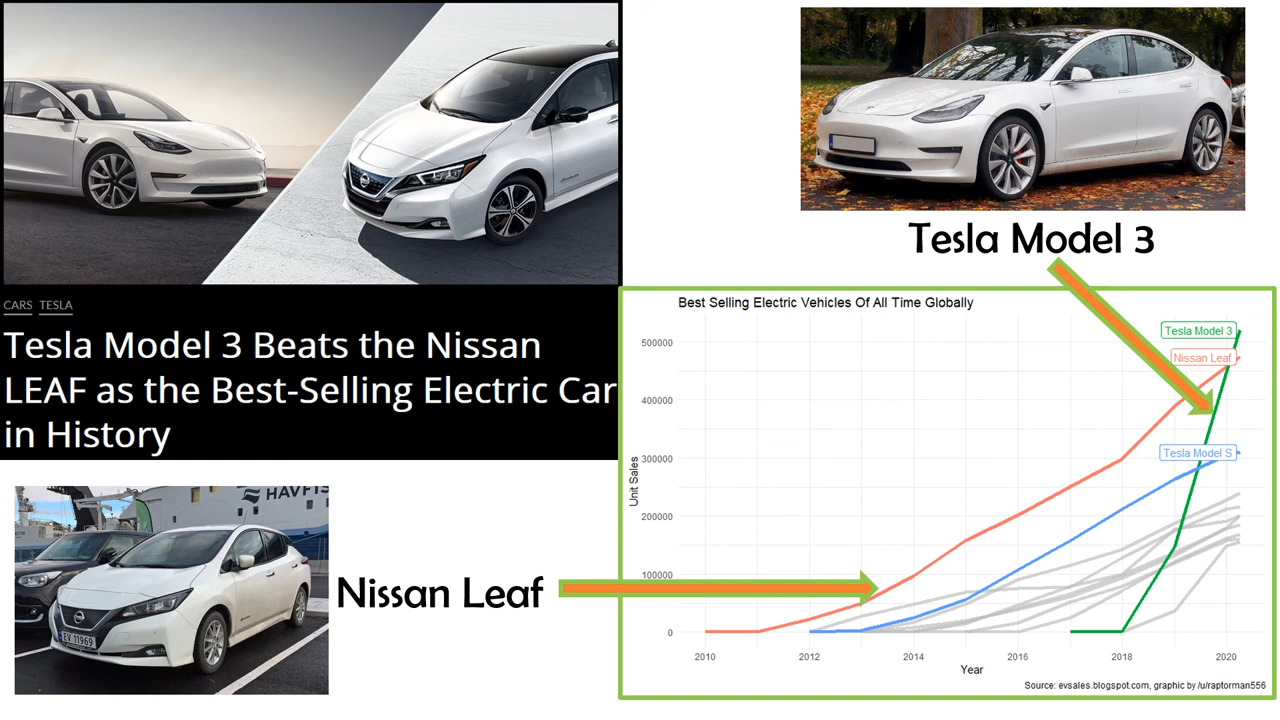 CARS TESLA
Tesla Model 3 Beats the Nissan
LEAF as the Best-Selling Electric Car
in History
Tesla Model 3
Best Selling Electric Vehicles Of All Time Globally
Tesla Model 3
Nissan Leaf
Tesla Model S
500000
400000
300000
200000
100000
0
Unit Sales
2010 2012 2014 2016 2018 2020
Year
Source: evsales.blogspot.com, graphic by /u/raptorman556
HAVFIS
EV 11969
Nissan Leaf